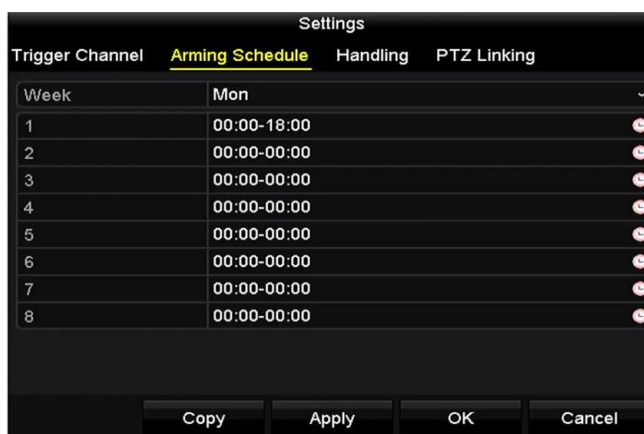 Settings
Trigger Channel Arming Schedule Handling PTZ Linking
Week Mon
1 00:00-18:00
2 00:00-00:00
3 00:00-00:00
4 00:00-00:00
5 00:00-00:00
6 00:00-00:00
7 00:00-00:00
8 00:00-00:00
Copy Apply OK Cancel